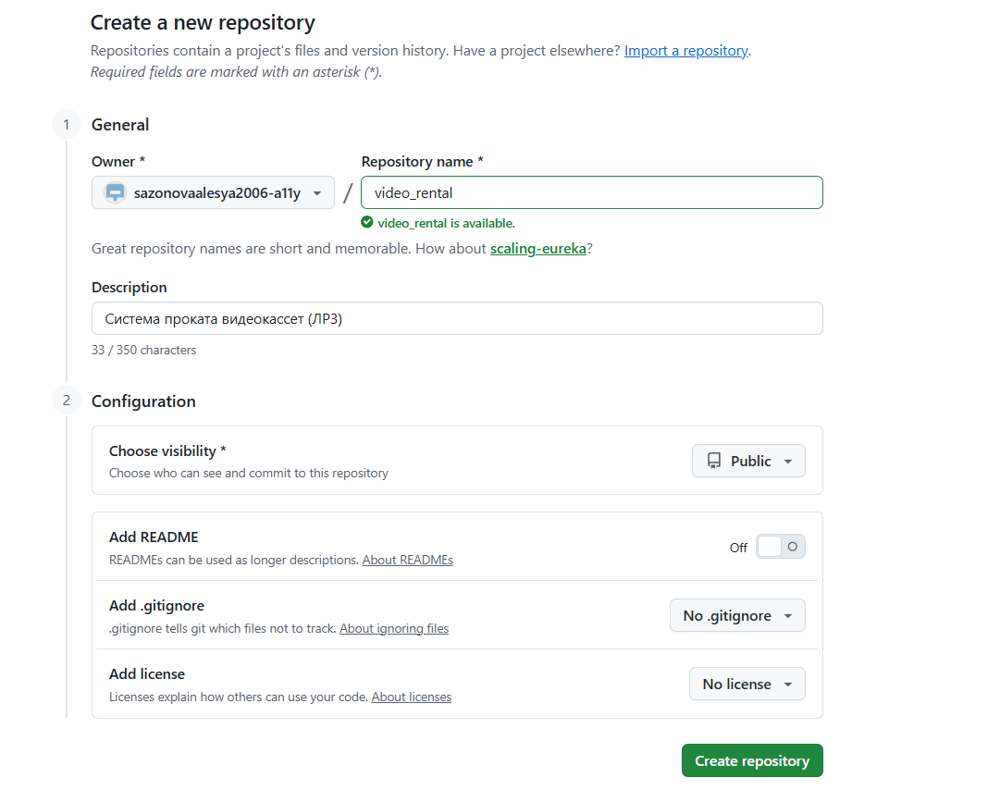 Create a new repository
Repositories contain a project's files and version history. Have a project elsewhere? Import a repository.
Required fields are marked with an asterisk (*).
1 General
Owner * Repository name *
sazonovaalesya2006-a11y / video_rental
video_rental is available.
Great repository names are short and memorable. How about scaling-eureka?
Description
Система проката видеокассет (ЛР3)
33 / 350 characters
2 Configuration
Choose visibility *
Choose who can see and commit to this repository
Public
Add README
READMEs can be used as longer descriptions. About READMEs
Off
Add .gitignore
.gitignore tells git which files not to track. About ignoring files
No .gitignore
Add license
Licenses explain how others can use your code. About licenses
No license
Create repository